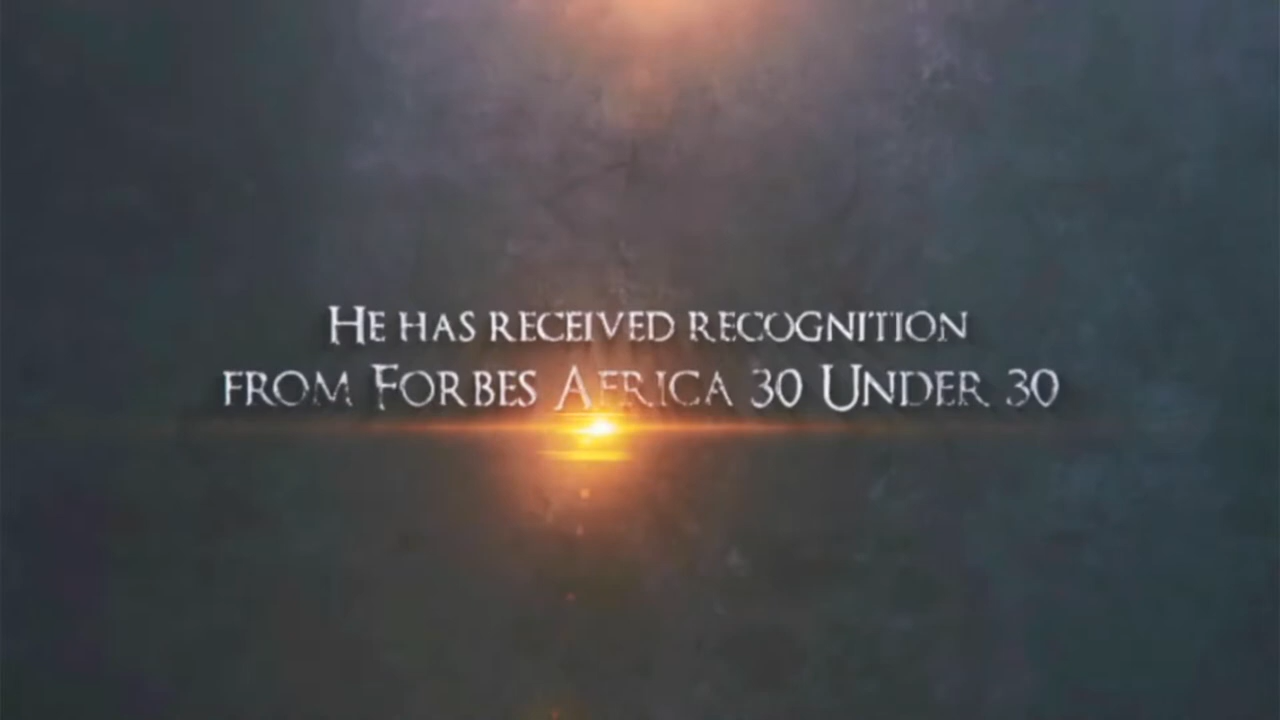 He has received recognition
from Forbes Africa 30 Under 30